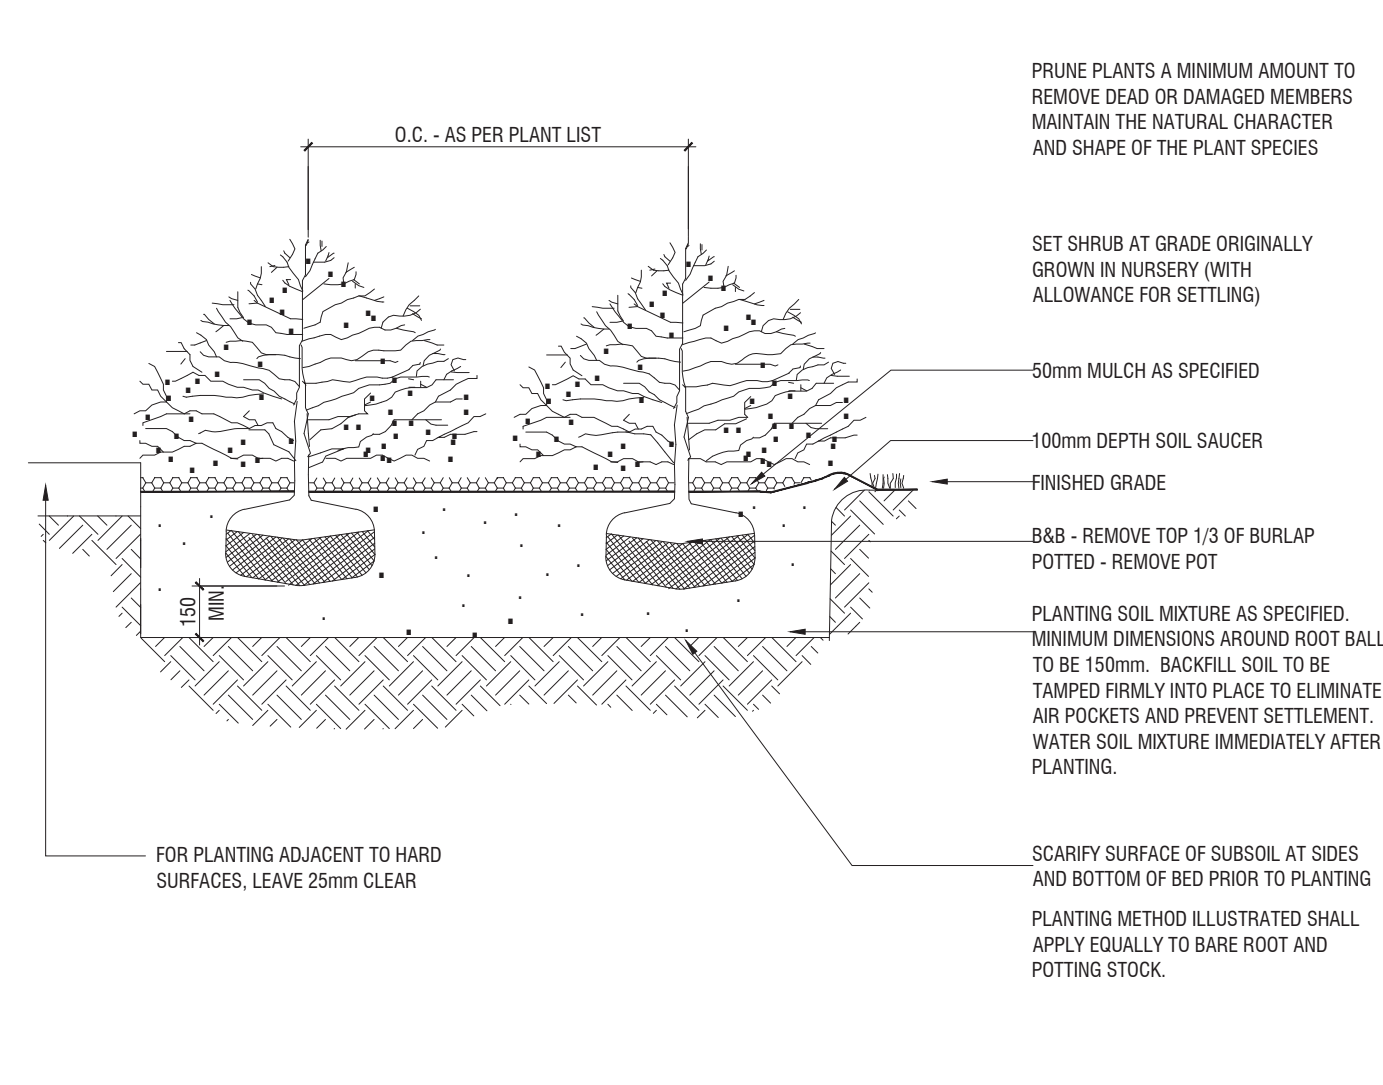 O.C. - AS PER PLANT LIST
PRUNE PLANTS A MINIMUM AMOUNT TO
REMOVE DEAD OR DAMAGED MEMBERS
MAINTAIN THE NATURAL CHARACTER
AND SHAPE OF THE PLANT SPECIES
SET SHRUB AT GRADE ORIGINALLY
GROWN IN NURSERY (WITH
ALLOWANCE FOR SETTLING)
50mm MULCH AS SPECIFIED
100mm DEPTH SOIL SAUCER
FINISHED GRADE
B&B - REMOVE TOP 1/3 OF BURLAP
POTTED - REMOVE POT
150
MIN.
PLANTING SOIL MIXTURE AS SPECIFIED.
MINIMUM DIMENSIONS AROUND ROOT BALL
TO BE 150mm.  BACKFILL SOIL TO BE
TAMPED FIRMLY INTO PLACE TO ELIMINATE
AIR POCKETS AND PREVENT SETTLEMENT.
WATER SOIL MIXTURE IMMEDIATELY AFTER
PLANTING.
FOR PLANTING ADJACENT TO HARD
SURFACES, LEAVE 25mm CLEAR
SCARIFY SURFACE OF SUBSOIL AT SIDES
AND BOTTOM OF BED PRIOR TO PLANTING
PLANTING METHOD ILLUSTRATED SHALL
APPLY EQUALLY TO BARE ROOT AND
POTTING STOCK.